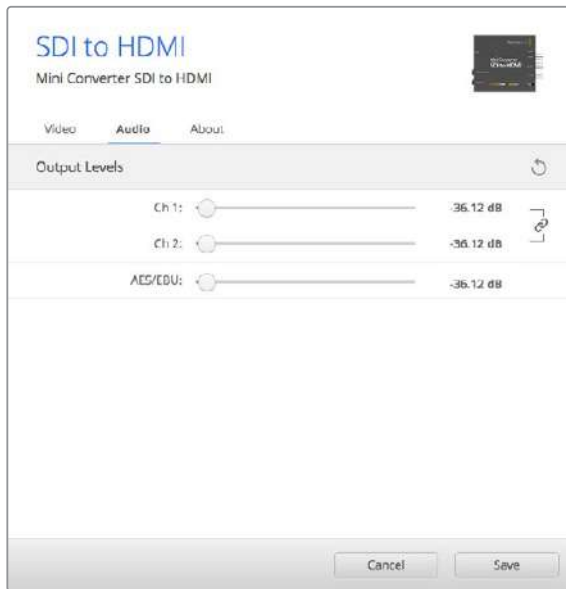 SDI to HDMI
Mini Converter SDI to HDMI
Video Audio About
Output Levels
Ch 1: -36.12 dB
Ch 2: -36.12 dB
AES/EBU: -36.12 dB
Cancel Save